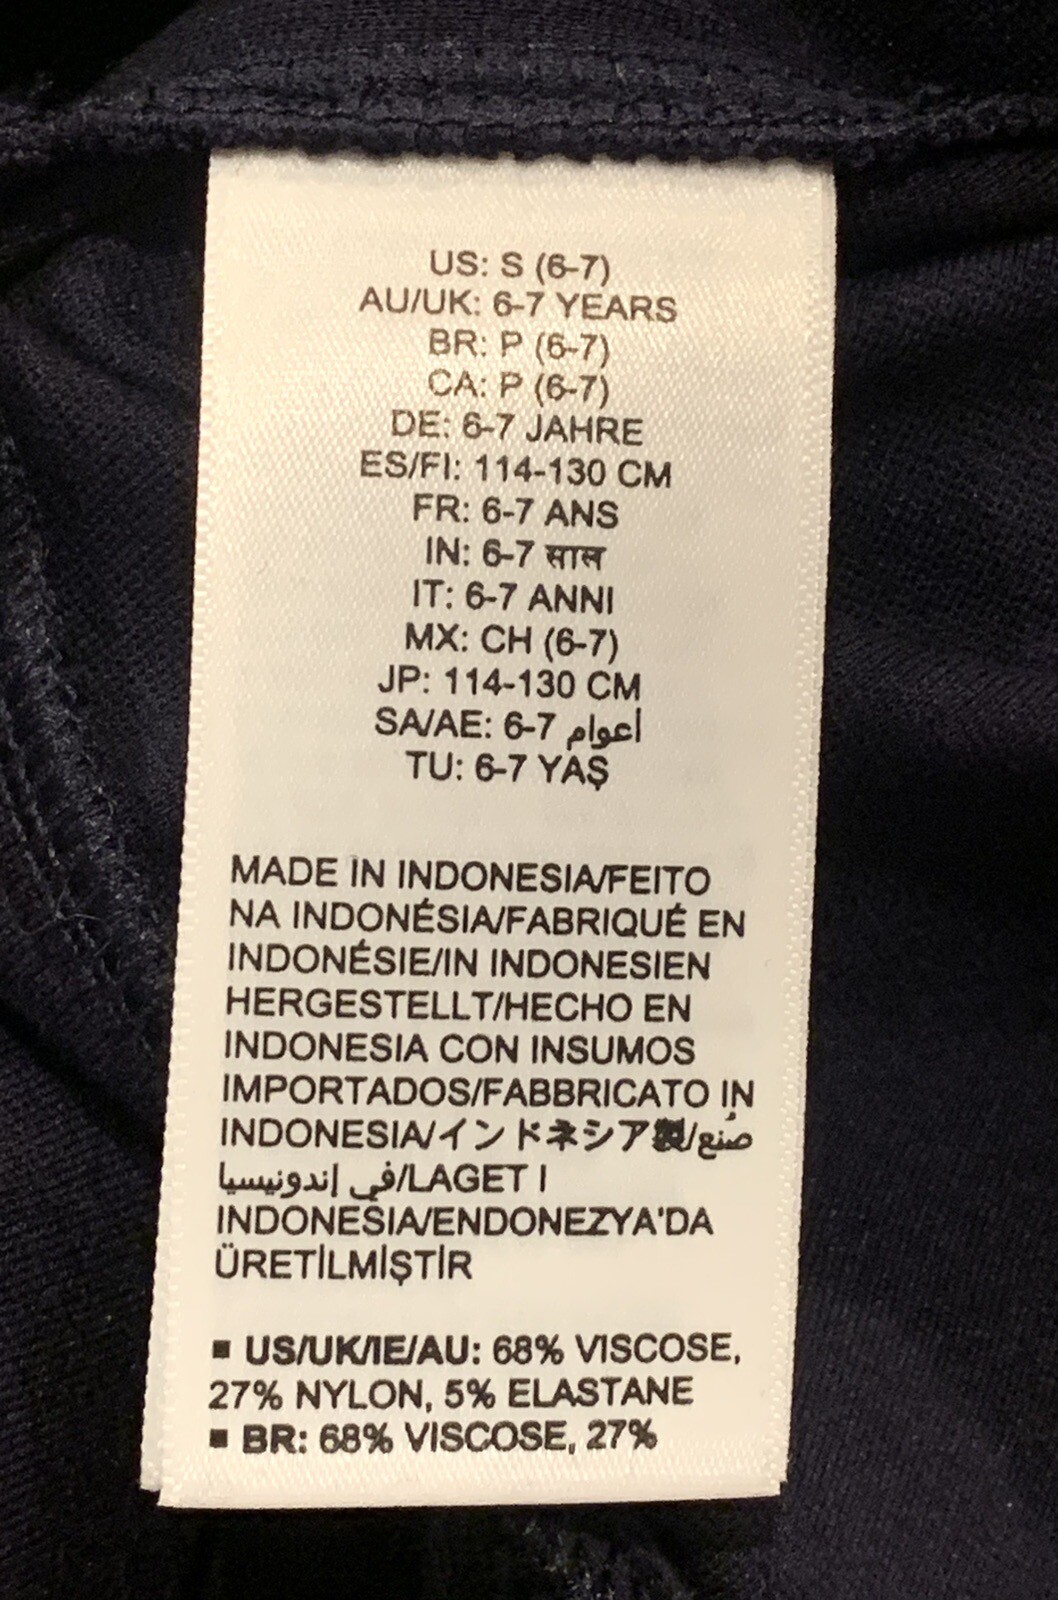 US: S (6-7)
AU/UK: 6-7 YEARS
BR: P (6-7)
CA: P (6-7)
DE: 6-7 JAHRE
ES/FI: 114-130 CM
FR: 6-7 ANS
IN: 6-7 साल
IT: 6-7 ANNI
MX: CH (6-7)
JP: 114-130 CM
SA/AE: 6-7 أعوام
TU: 6-7 YAŞ
MADE IN INDONESIA/FEITO
NA INDONÉSIA/FABRIQUÉ EN
INDONÉSIE/IN INDONESIEN
HERGESTELLT/HECHO EN
INDONESIA CON INSUMOS
IMPORTADOS/FABBRICATO IN
INDONESIA/インドネシア製/صُنع
في إندونيسيا/LAGET I
INDONESIA/ENDONEZYA'DA
ÜRETİLMİŞTİR
▪ US/UK/IE/AU: 68% VISCOSE,
27% NYLON, 5% ELASTANE
▪ BR: 68% VISCOSE, 27%